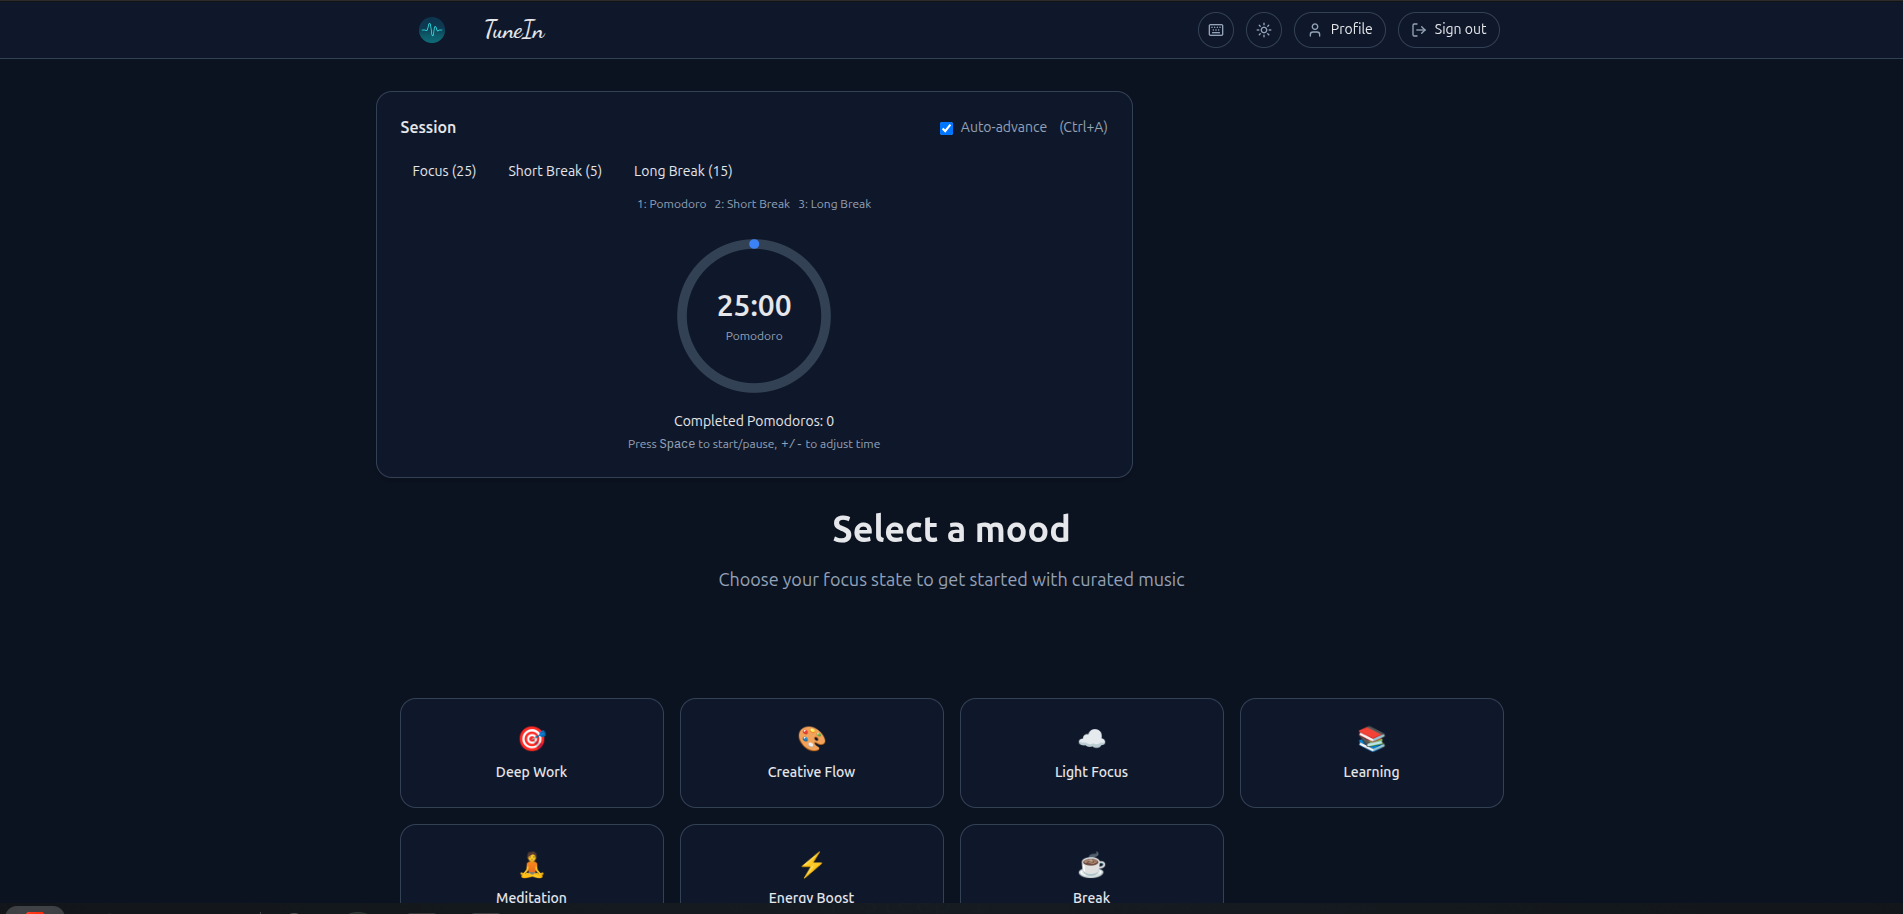 TuneIn
Profile
Sign out
Session
Auto-advance (Ctrl+A)
Focus (25) Short Break (5) Long Break (15)
1: Pomodoro 2: Short Break 3: Long Break
25:00
Pomodoro
Completed Pomodoros: 0
Press Space to start/pause, +/- to adjust time
Select a mood
Choose your focus state to get started with curated music
Deep Work
Creative Flow
Light Focus
Learning
Meditation
Energy Boost
Break